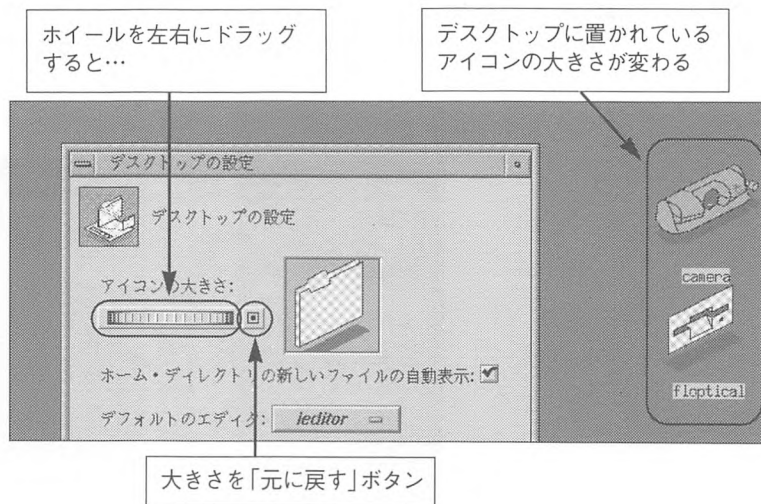 ホイールを左右にドラッグ
すると…
デスクトップに置かれている
アイコンの大きさが変わる
デスクトップの設定
デスクトップの設定
アイコンの大きさ:
camera
ホーム・ディレクトリの新しいファイルの自動表示:
floptical
デフォルトのエディタ: ieditor
大きさを「元に戻す」ボタン